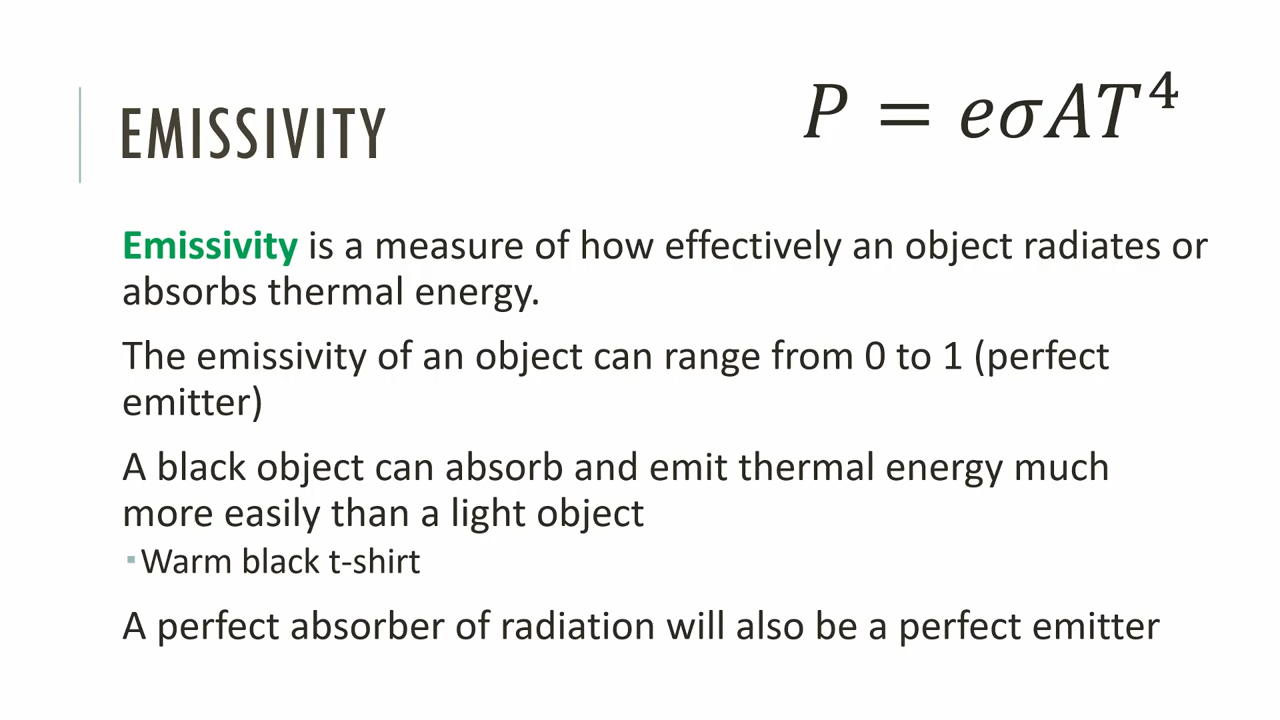 EMISSIVITY
P = eσAT⁴
Emissivity is a measure of how effectively an object radiates or
absorbs thermal energy.
The emissivity of an object can range from 0 to 1 (perfect
emitter)
A black object can absorb and emit thermal energy much
more easily than a light object
▪Warm black t-shirt
A perfect absorber of radiation will also be a perfect emitter